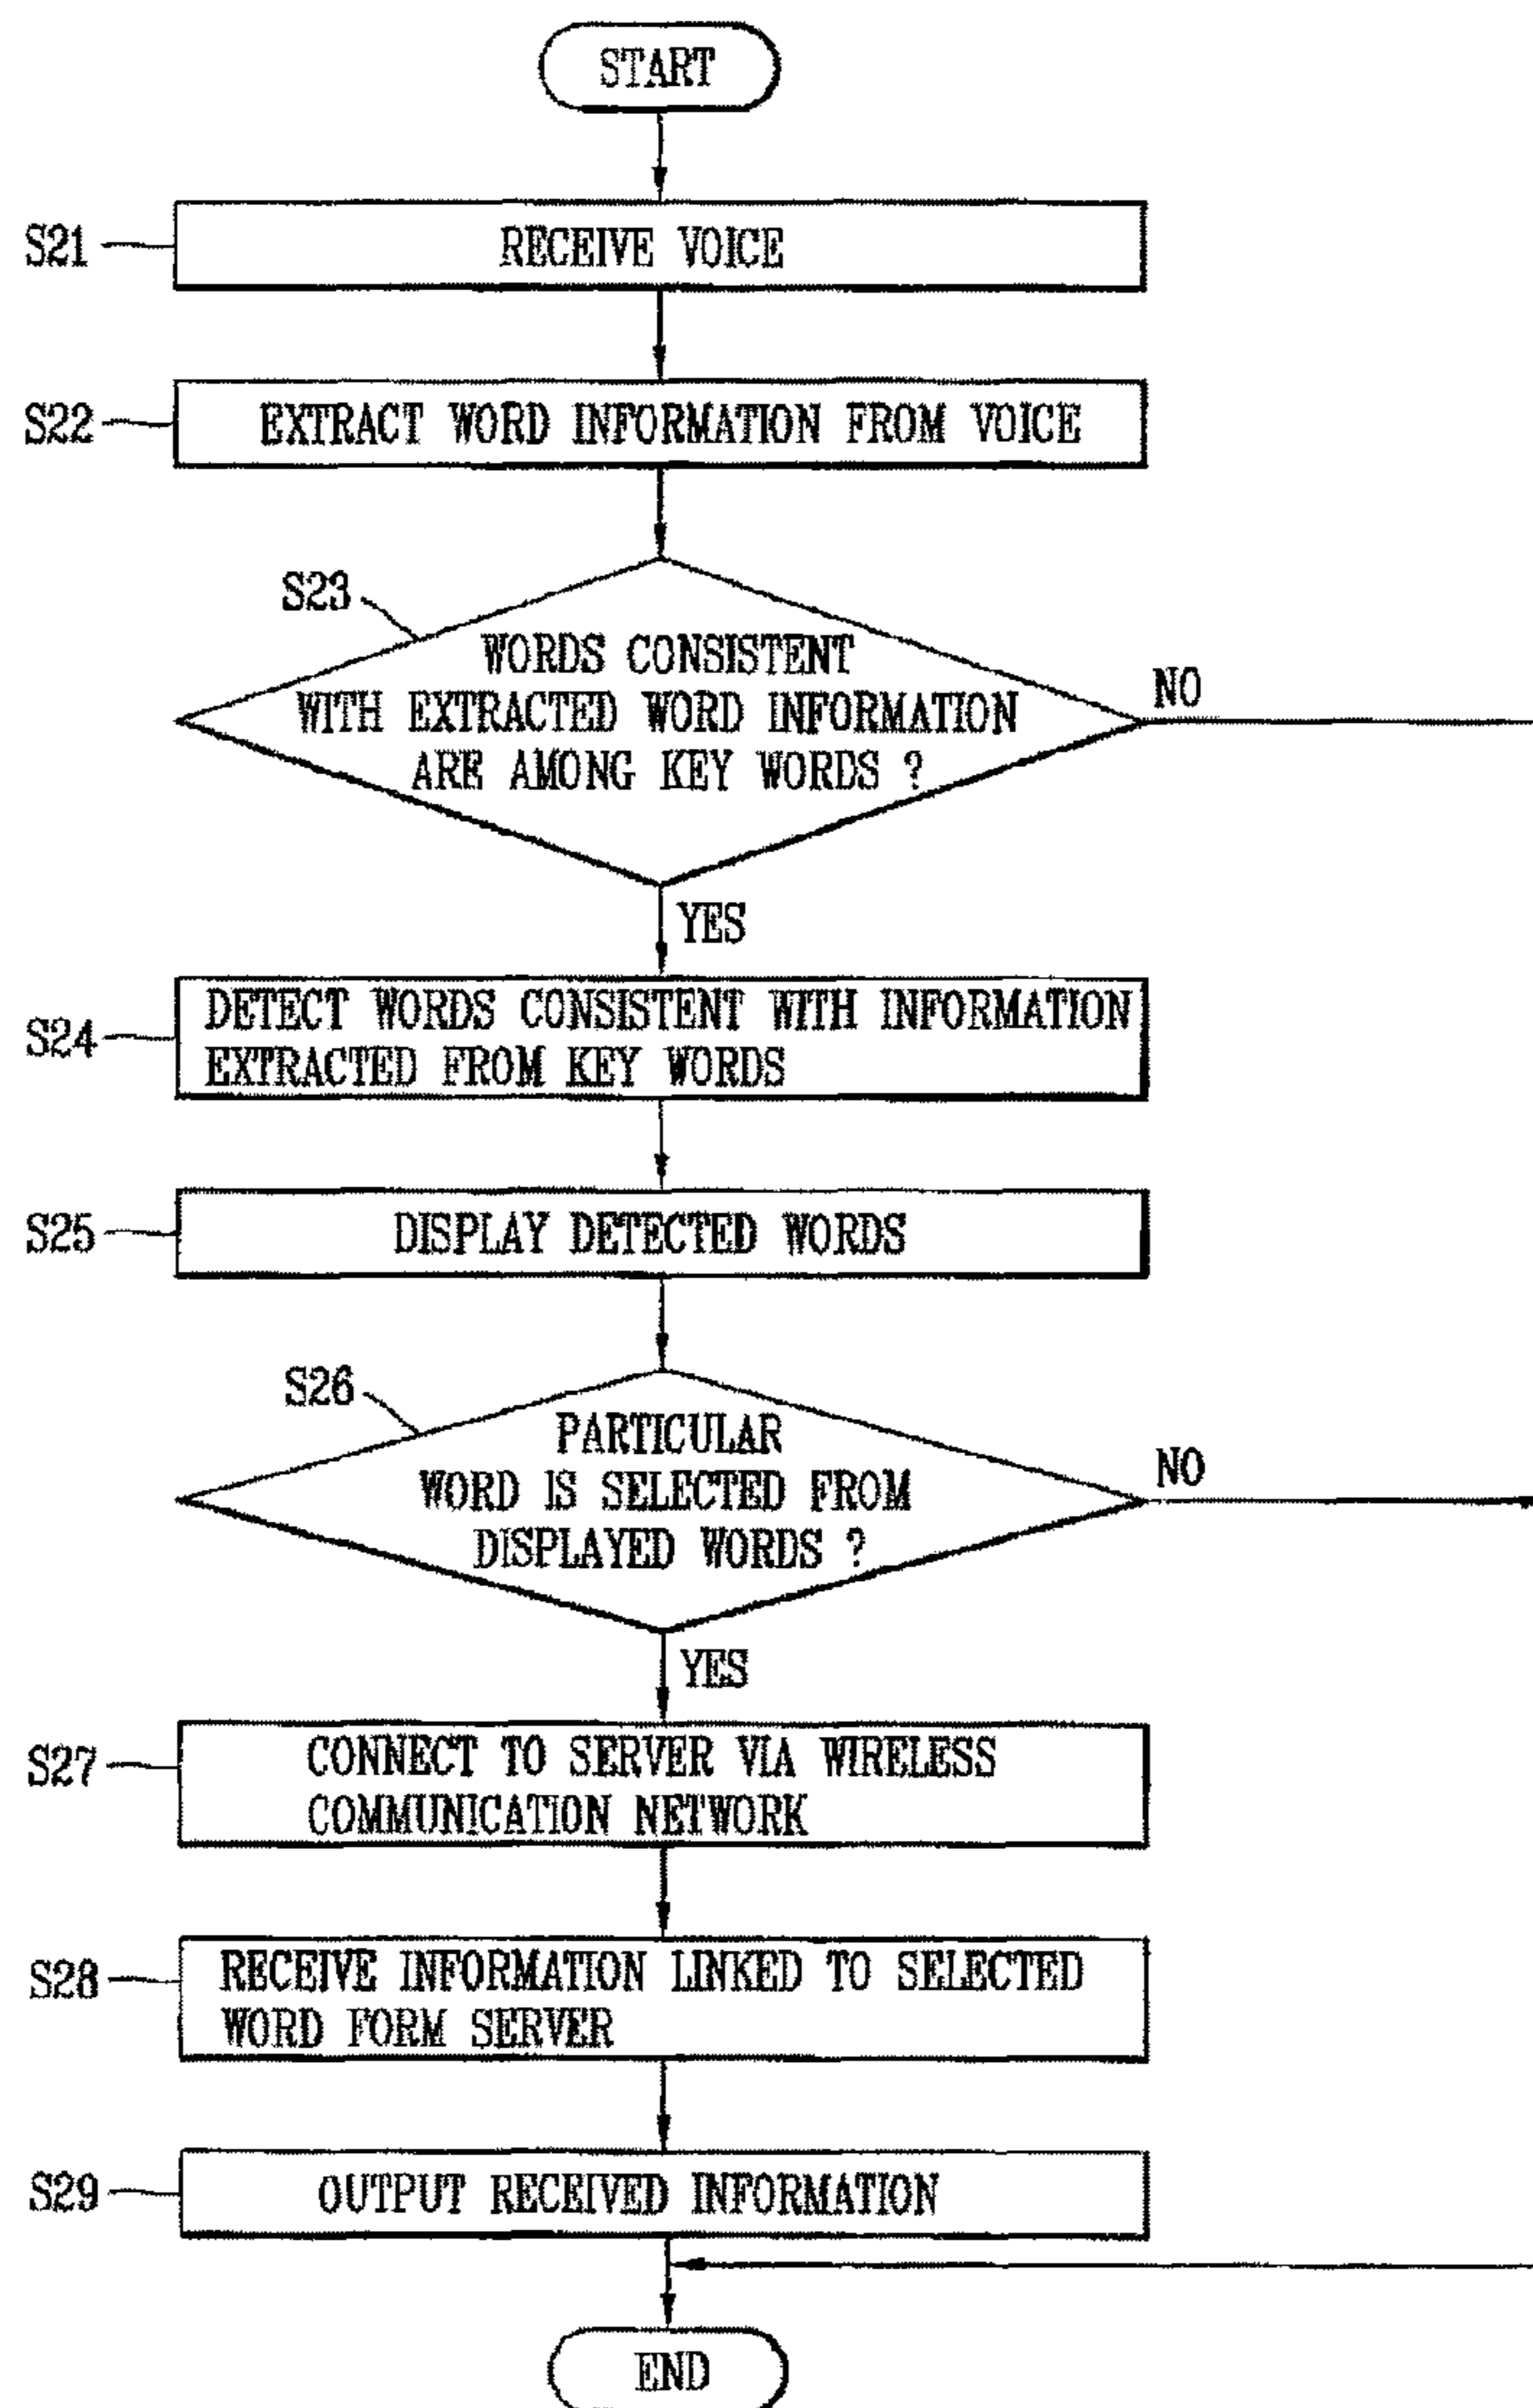 START
S21
RECEIVE VOICE
S22
EXTRACT WORD INFORMATION FROM VOICE
S23
WORDS CONSISTENT
WITH EXTRACTED WORD INFORMATION
ARE AMONG KEY WORDS ?
NO
YES
S24
DETECT WORDS CONSISTENT WITH INFORMATION
EXTRACTED FROM KEY WORDS
S25
DISPLAY DETECTED WORDS
S26
PARTICULAR
WORD IS SELECTED FROM
DISPLAYED WORDS ?
NO
YES
S27
CONNECT TO SERVER VIA WIRELESS
COMMUNICATION NETWORK
S28
RECEIVE INFORMATION LINKED TO SELECTED
WORD FORM SERVER
S29
OUTPUT RECEIVED INFORMATION
END